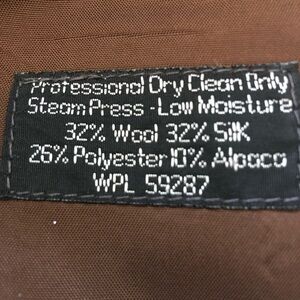 Professional Dry Clean Only
Steam Press - Low Moisture
32% Wool 32% Silk
26% Polyester 10% Alpaca
WPL 59287